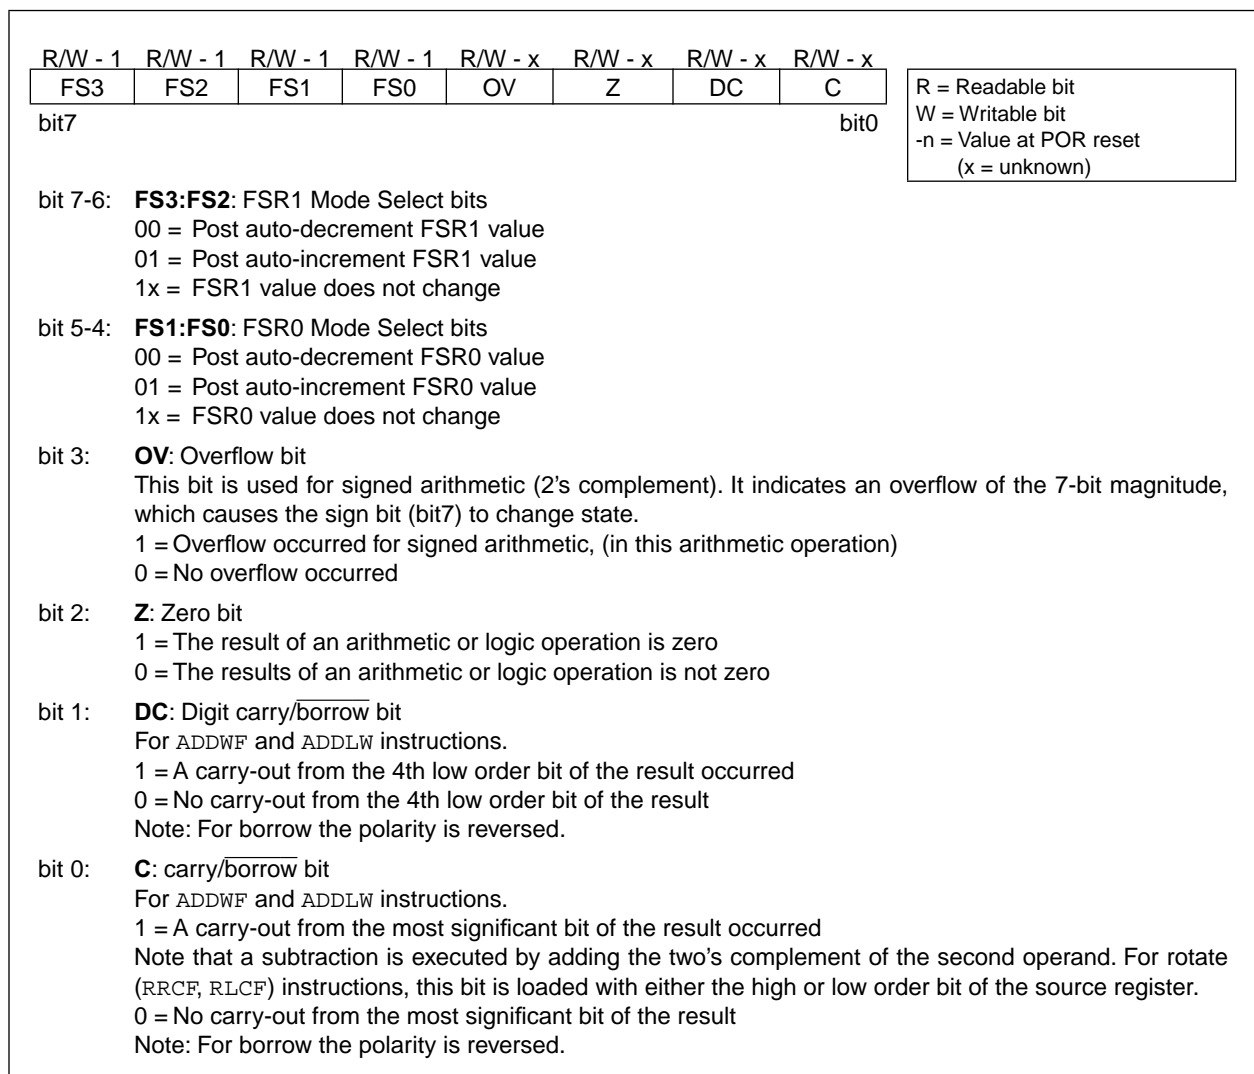 R/W - 1 R/W - 1 R/W - 1 R/W - 1 R/W - x R/W - x R/W - x R/W - x
FS3 FS2 FS1 FS0 OV Z DC C
bit7 bit0
R = Readable bit
W = Writable bit
-n = Value at POR reset
(x = unknown)
bit 7-6: FS3:FS2: FSR1 Mode Select bits
00 = Post auto-decrement FSR1 value
01 = Post auto-increment FSR1 value
1x = FSR1 value does not change
bit 5-4: FS1:FS0: FSR0 Mode Select bits
00 = Post auto-decrement FSR0 value
01 = Post auto-increment FSR0 value
1x = FSR0 value does not change
bit 3: OV: Overflow bit
This bit is used for signed arithmetic (2's complement). It indicates an overflow of the 7-bit magnitude,
which causes the sign bit (bit7) to change state.
1 = Overflow occurred for signed arithmetic, (in this arithmetic operation)
0 = No overflow occurred
bit 2: Z: Zero bit
1 = The result of an arithmetic or logic operation is zero
0 = The results of an arithmetic or logic operation is not zero
bit 1: DC: Digit carry/borrow bit
For ADDWF and ADDLW instructions.
1 = A carry-out from the 4th low order bit of the result occurred
0 = No carry-out from the 4th low order bit of the result
Note: For borrow the polarity is reversed.
bit 0: C: carry/borrow bit
For ADDWF and ADDLW instructions.
1 = A carry-out from the most significant bit of the result occurred
Note that a subtraction is executed by adding the two's complement of the second operand. For rotate
(RRCF, RLCF) instructions, this bit is loaded with either the high or low order bit of the source register.
0 = No carry-out from the most significant bit of the result
Note: For borrow the polarity is reversed.